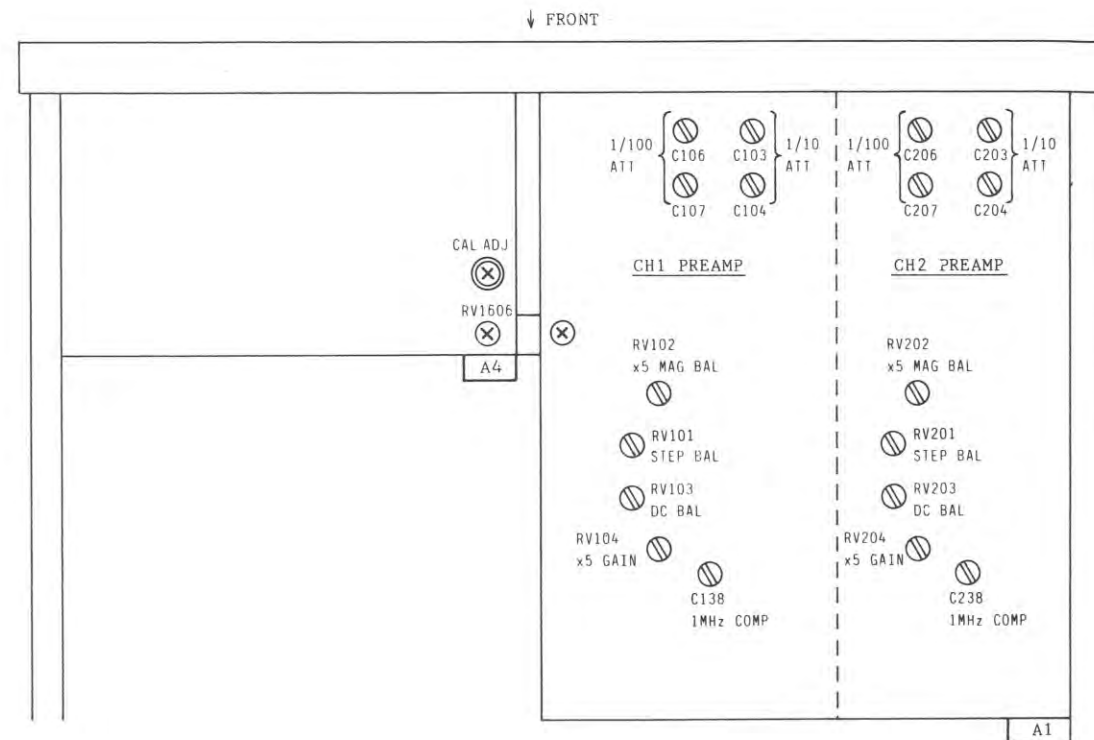 ↓ FRONT
1/100
ATT
C106
C103
1/10
ATT
C107
C104
1/100
ATT
C206
C203
1/10
ATT
C207
C204
CAL ADJ
RV1606
A4
CH1 PREAMP
RV102
x5 MAG BAL
RV101
STEP BAL
RV103
DC BAL
RV104
x5 GAIN
C138
1MHz COMP
CH2 PREAMP
RV202
x5 MAG BAL
RV201
STEP BAL
RV203
DC BAL
RV204
x5 GAIN
C238
1MHz COMP
A1